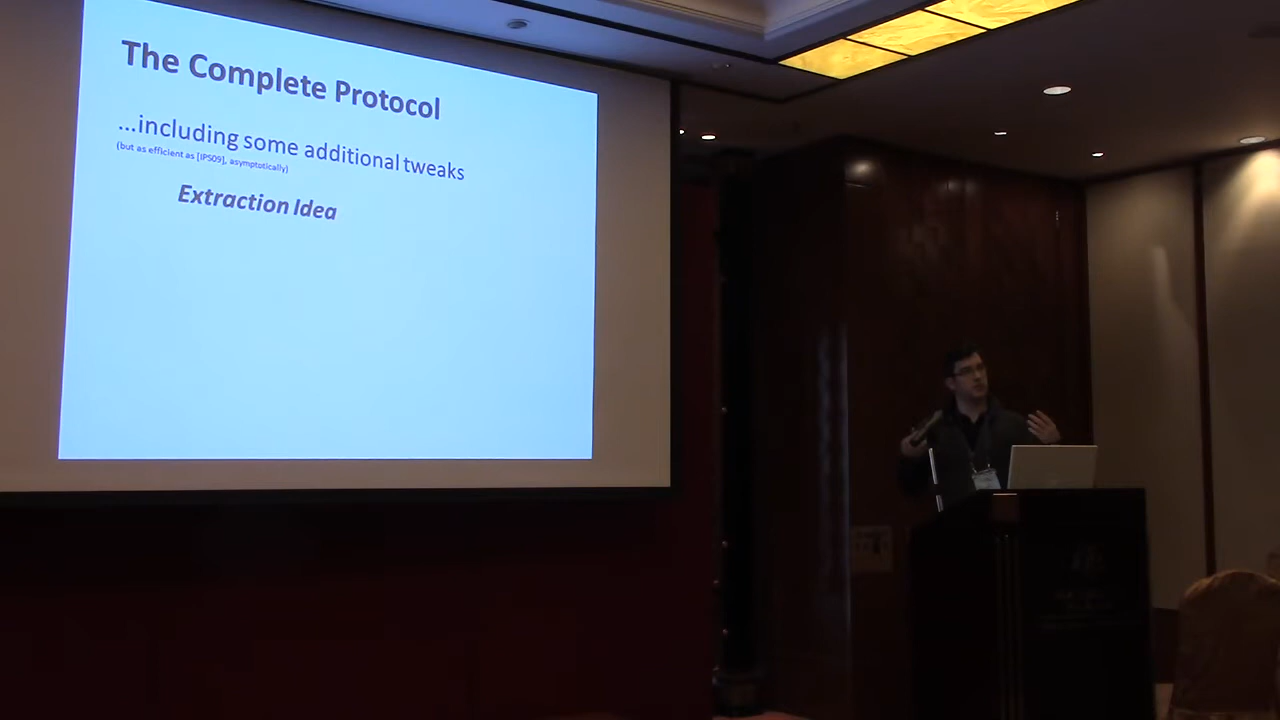 The Complete Protocol
...including some additional tweaks
(but as efficient as [IPS09], asymptotically)
Extraction Idea